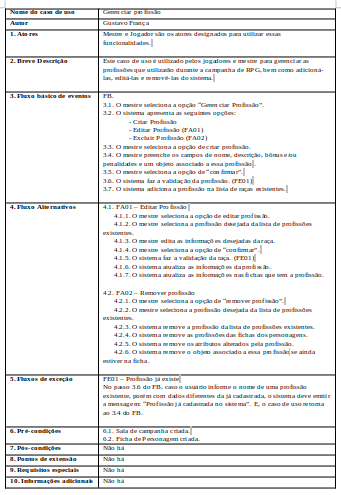 Nome do caso de uso Gerenciar profissão
Autor Gustavo França
1. Atores Mestre e Jogador são os atores designados para utilizar essas
funcionalidades.
2. Breve Descrição Este caso de uso é utilizado pelos jogadores e mestre para gerenciar as
profissões que utilizarão durante a campanha de RPG, bem como adicioná-
las, editá-las e removê-las do sistema.
3. Fluxo básico de eventos FB.
3.1. O mestre seleciona a opção “Gerenciar Profissão”.
3.2. O sistema apresenta as seguintes opções:
- Criar Profissão
- Editar Profissão (FA01)
- Excluir Profissão (FA02)
3.3. O mestre seleciona a opção de criar profissão.
3.4. O mestre preenche os campos de nome, descrição, bônus e/ou
penalidades e um objeto associado a essa profissão.
3.5. O mestre seleciona a opção de “confirmar”.
3.6. O sistema faz a validação da profissão. (FE01)
3.7. O sistema adiciona a profissão na lista de raças existentes.
4. Fluxo Alternativos 4.1. FA01 – Editar Profissão
4.1.1. O mestre seleciona a opção de editar profissão.
4.1.2. O mestre seleciona a profissão desejada da lista de profissões
existentes.
4.1.3. O mestre edita as informações desejadas da raça.
4.1.4. O mestre seleciona a opção de “confirmar”.
4.1.5. O sistema faz a validação da raça. (FE01)
4.1.6. O sistema atualiza as informações da profissão.
4.1.6. O sistema atualiza as informações nas fichas que tem a profissão.
4.2. FA02 – Remover profissão
4.2.1. O mestre seleciona a opção de “remover profissão”.
4.2.2. O mestre seleciona a profissão desejada da lista de profissões
existentes.
4.2.3. O sistema remove a profissão da lista de profissões existentes.
4.2.4. O sistema remove as profissões das fichas dos personagens.
4.2.5. O sistema remove os atributos alterados pela profissão.
4.2.6. O sistema remove o objeto associado a essa profissão se ainda
estiver na ficha.
5. Fluxos de exceção FE01 – Profissão já existe
No passo 3.6 do FB, caso o usuário informe o nome de uma profissão
existente, porém com dados diferentes da já cadastrada, o sistema deve emitir
a mensagem: “Profissão já cadastrada no sistema”. E, o caso de uso retorna
ao 3.4 do FB.
6. Pré-condições 6.1. Sala de campanha criada.
6.2. Ficha de Personagem criada.
7. Pós-condições Não há
8. Pontos de extensão Não há
9. Requisitos especiais Não há
10. Informações adicionais Não há